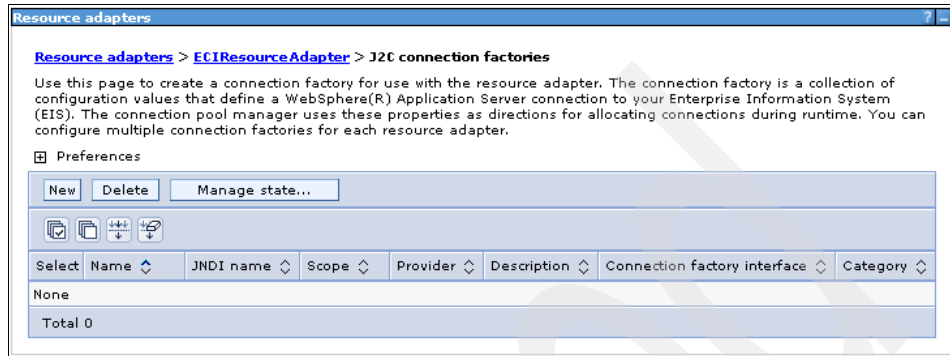 Resource adapters ? _
Resource adapters > ECIResourceAdapter > J2C connection factories
Use this page to create a connection factory for use with the resource adapter. The connection factory is a collection of
configuration values that define a WebSphere(R) Application Server connection to your Enterprise Information System
(EIS). The connection pool manager uses these properties as directions for allocating connections during runtime. You can
configure multiple connection factories for each resource adapter.
Preferences
New Delete Manage state...
Select Name JNDI name Scope Provider Description Connection factory interface Category
None
Total 0